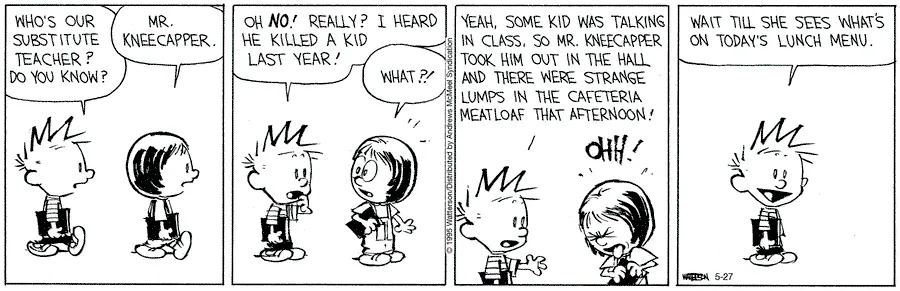 WHO'S OUR
SUBSTITUTE
TEACHER?
DO YOU KNOW?
MR.
KNEECAPPER.
OH NO! REALLY? I HEARD
HE KILLED A KID
LAST YEAR!
WHAT?!
© 1995 Watterson/Distributed by Andrews McMeel Syndication
YEAH, SOME KID WAS TALKING
IN CLASS, SO MR. KNEECAPPER
TOOK HIM OUT IN THE HALL
AND THERE WERE STRANGE
LUMPS IN THE CAFETERIA
MEATLOAF THAT AFTERNOON!
OHH!
WAIT TILL SHE SEES WHAT'S
ON TODAY'S LUNCH MENU.
WATTERSON 5-27